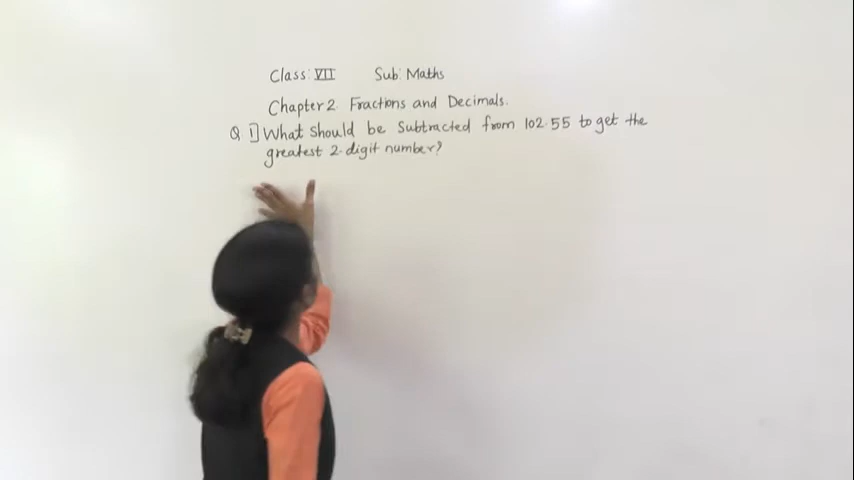 Class: VII Sub: Maths
Chapter 2 Fractions and Decimals.
Q 1] What should be Subtracted from 102.55 to get the
greatest 2-digit number?